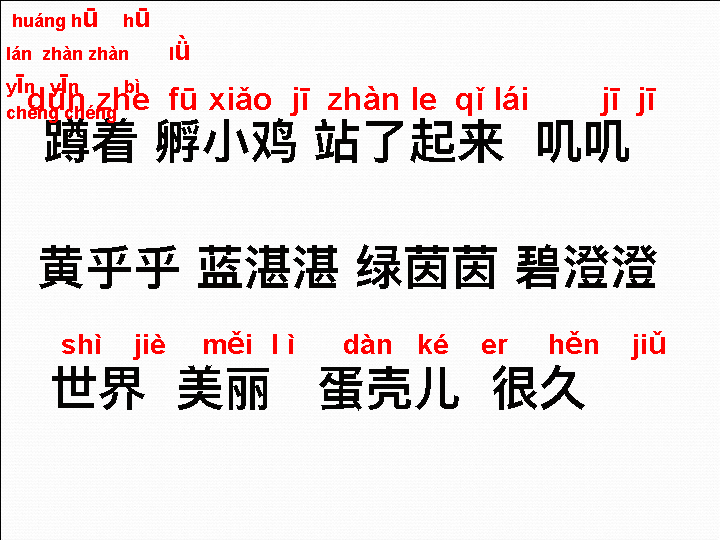 huáng hū hū
lán zhàn zhàn lǜ
yīn yīn bì
chéng chéng
dūn zhe fū xiǎo jī zhàn le qǐ lái jī jī
蹲着 孵小鸡 站了起来 叽叽
黄乎乎 蓝湛湛 绿茵茵 碧澄澄
shì jiè měi l ì dàn ké er hěn jiǔ
世界 美丽 蛋壳儿 很久